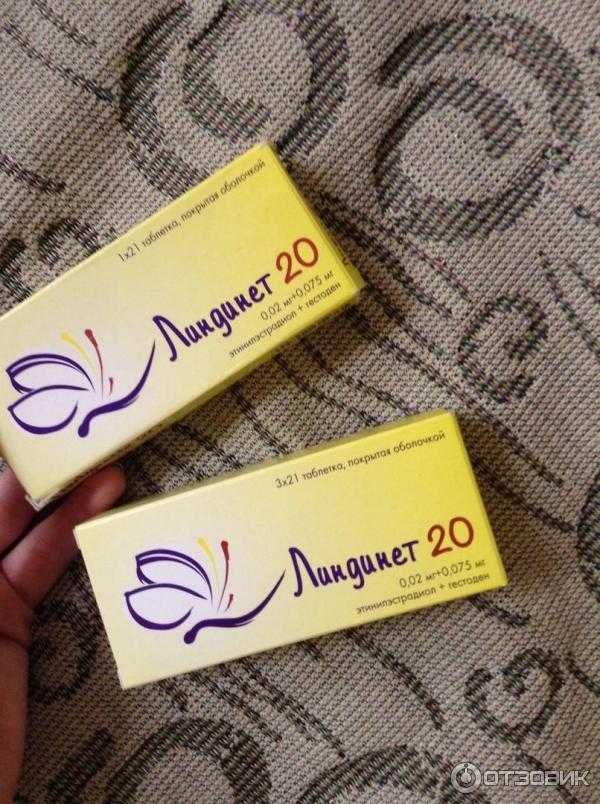 1x21 таблетка, покрытая оболочкой
Линдинет 20
0,02 мг+0,075 мг
этинилэстрадиол + гестоден
3x21 таблетка, покрытая оболочкой
Линдинет 20
0,02 мг+0,075 мг
этинилэстрадиол + гестоден
ОТЗОВИК